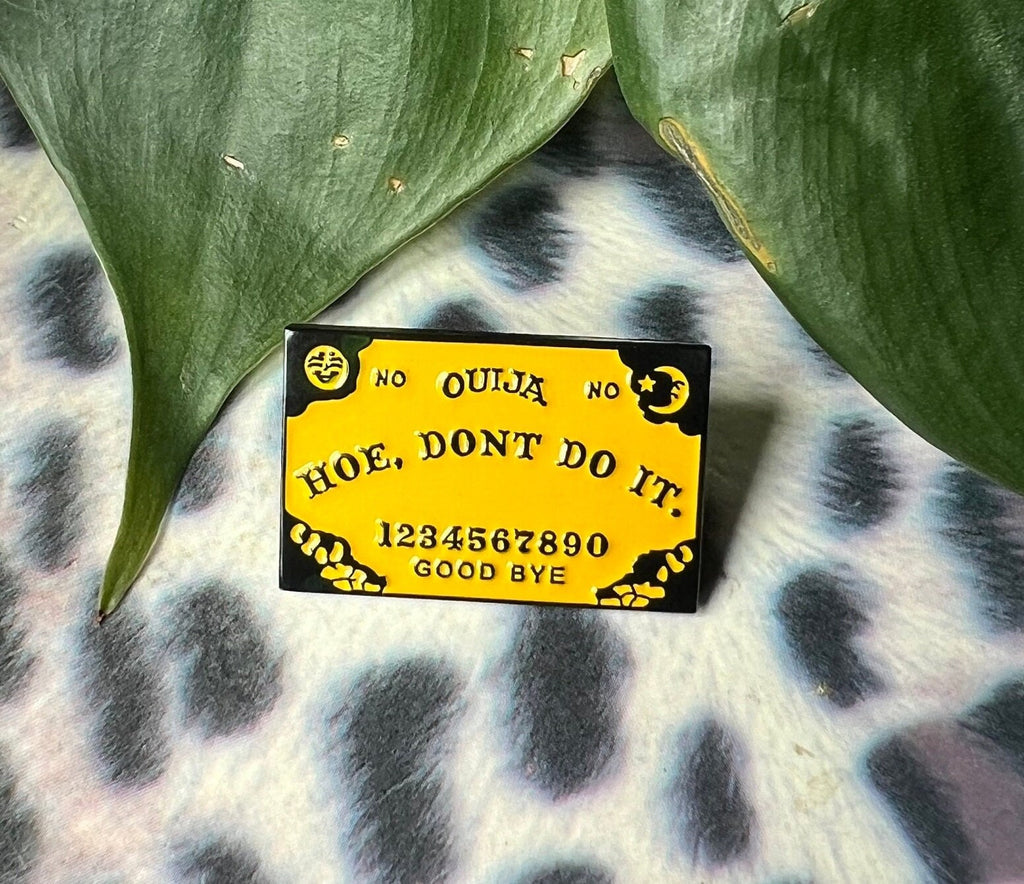 NO OUIJA NO
HOE, DONT DO IT.
1234567890
GOOD BYE